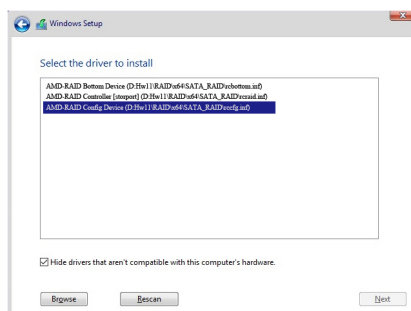 Windows Setup
Select the driver to install
AMD-RAID Bottom Device (D:Hw11\RAID\x64\SATA_RAID\rcbottom.inf)
AMD-RAID Controller [storport] (D:Hw11\RAID\x64\SATA_RAID\rcraid.inf)
AMD-RAID Config Device (D:Hw11\RAID\x64\SATA_RAID\rccfg.inf)
Hide drivers that aren't compatible with this computer's hardware.
Browse
Rescan
Next